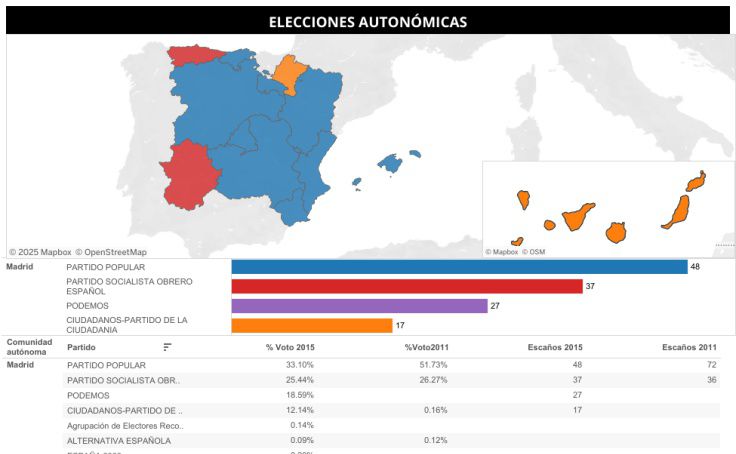 ELECCIONES AUTONÓMICAS
© 2025 Mapbox © OpenStreetMap
© Mapbox © OSM
Madrid PARTIDO POPULAR 48
PARTIDO SOCIALISTA OBRERO
ESPAÑOL 37
PODEMOS 27
CIUDADANOS-PARTIDO DE LA
CIUDADANIA 17
Comunidad
autónoma Partido % Voto 2015 %Voto2011 Escaños 2015 Escaños 2011
Madrid PARTIDO POPULAR 33.10% 51.73% 48 72
PARTIDO SOCIALISTA OBR.. 25.44% 26.27% 37 36
PODEMOS 18.59% 27
CIUDADANOS-PARTIDO DE .. 12.14% 0.16% 17
Agrupación de Electores Reco.. 0.14%
ALTERNATIVA ESPAÑOLA 0.09% 0.12%